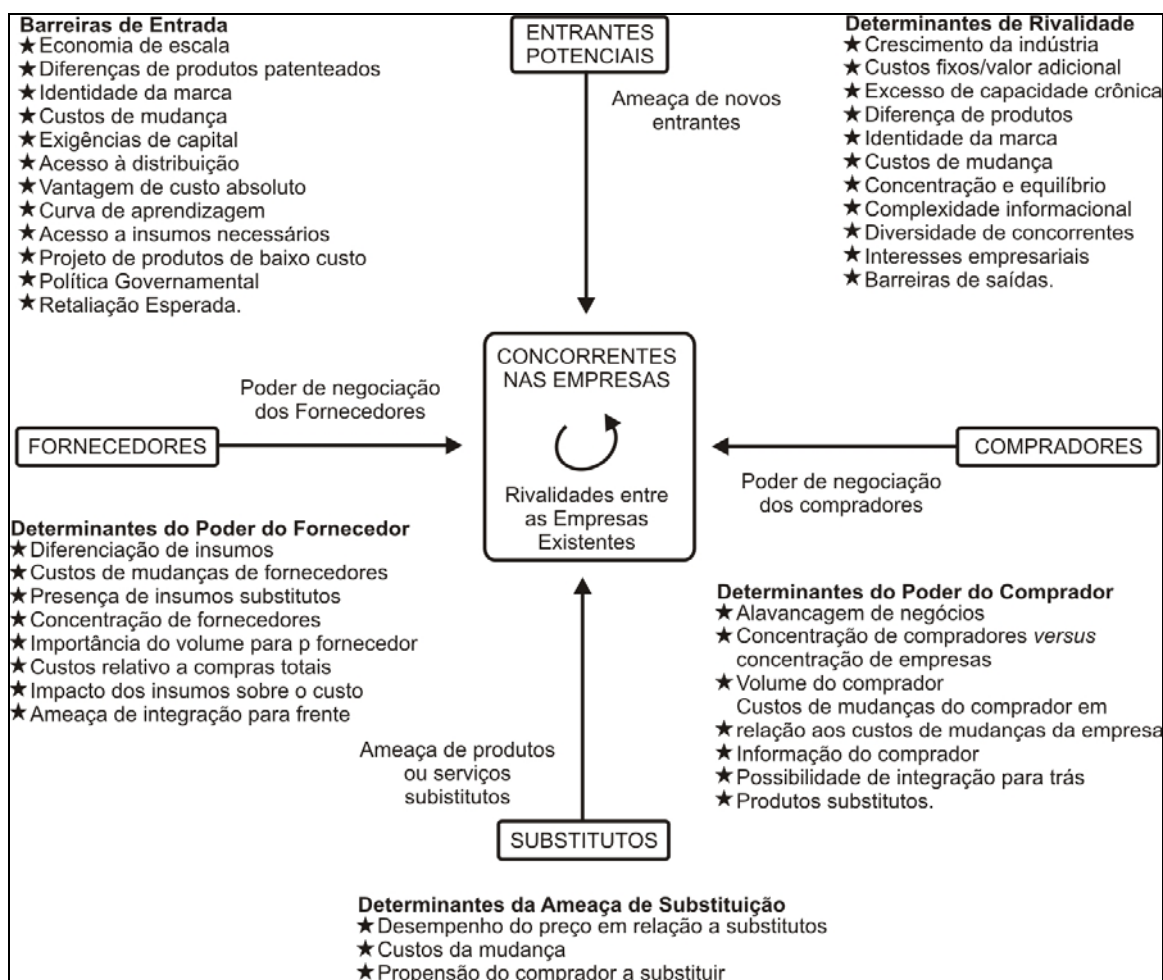 Barreiras de Entrada
★Economia de escala
★Diferenças de produtos patenteados
★Identidade da marca
★Custos de mudança
★Exigências de capital
★Acesso à distribuição
★Vantagem de custo absoluto
★Curva de aprendizagem
★Acesso a insumos necessários
★Projeto de produtos de baixo custo
★Política Governamental
★Retaliação Esperada.
ENTRANTES
POTENCIAIS
Ameaça de novos
entrantes
Determinantes de Rivalidade
★Crescimento da indústria
★Custos fixos/valor adicional
★Excesso de capacidade crônica
★Diferença de produtos
★Identidade da marca
★Custos de mudança
★Concentração e equilíbrio
★Complexidade informacional
★Diversidade de concorrentes
★Interesses empresariais
★Barreiras de saídas.
FORNECEDORES
Poder de negociação
dos Fornecedores
CONCORRENTES
NAS EMPRESAS
Rivalidades entre
as Empresas
Existentes
COMPRADORES
Poder de negociação
dos compradores
Determinantes do Poder do Fornecedor
★Diferenciação de insumos
★Custos de mudanças de fornecedores
★Presença de insumos substitutos
★Concentração de fornecedores
★Importância do volume para p fornecedor
★Custos relativo a compras totais
★Impacto dos insumos sobre o custo
★Ameaça de integração para frente
Determinantes do Poder do Comprador
★Alavancagem de negócios
★Concentração de compradores versus
concentração de empresas
★Volume do comprador
Custos de mudanças do comprador em
★relação aos custos de mudanças da empresa
★Informação do comprador
★Possibilidade de integração para trás
★Produtos substitutos.
Ameaça de produtos
ou serviços
subistitutos
SUBSTITUTOS
Determinantes da Ameaça de Substituição
★Desempenho do preço em relação a substitutos
★Custos da mudança
★Propensão do comprador a substituir